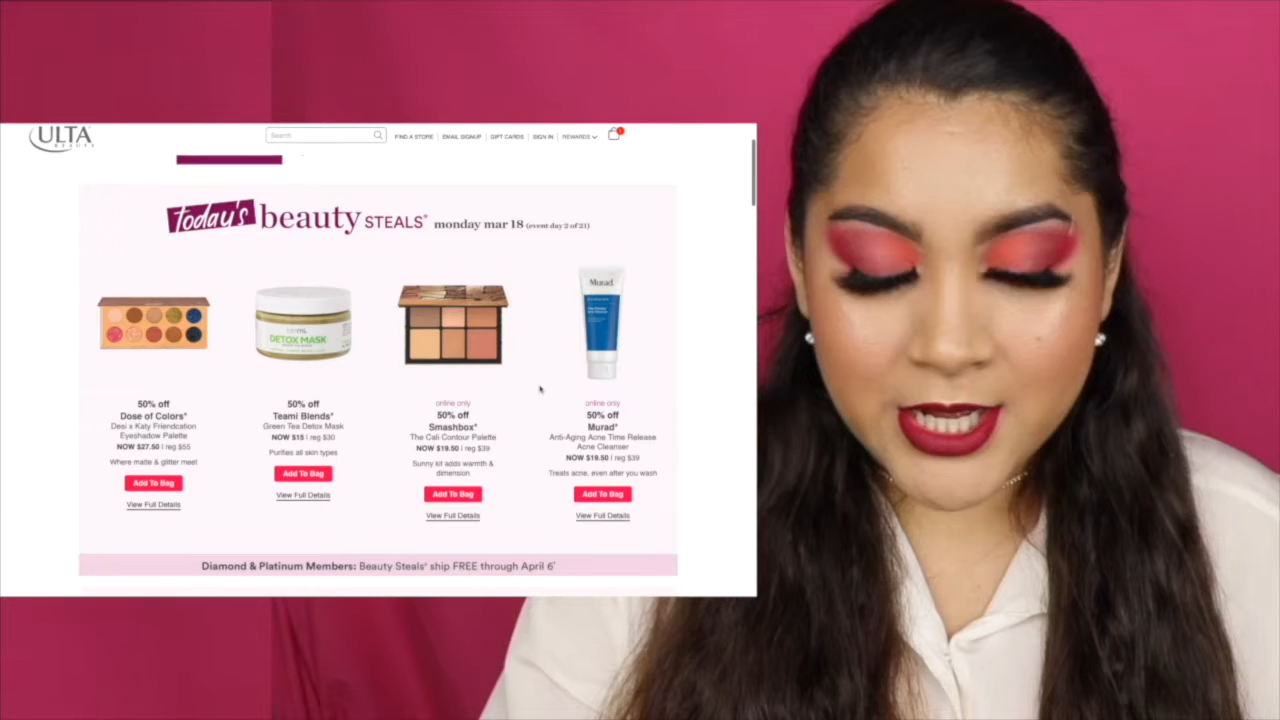 ULTA
BEAUTY
Search
FIND A STORE | EMAIL SIGNUP | GIFT CARDS | SIGN IN | REWARDS
1
today's beauty STEALS® monday mar 18 (event day 2 of 21)
DETOX MASK
Murad
50% off
Dose of Colors*
Desi x Katy Friendcation
Eyeshadow Palette
NOW $27.50 | reg $55
Where matte & glitter meet
Add To Bag
View Full Details
50% off
Teami Blends*
Green Tea Detox Mask
NOW $15 | reg $30
Purifies all skin types
Add To Bag
View Full Details
online only
50% off
Smashbox*
The Cali Contour Palette
NOW $19.50 | reg $39
Sunny kit adds warmth &
dimension
Add To Bag
View Full Details
online only
50% off
Murad*
Anti-Aging Acne Time Release
Acne Cleanser
NOW $19.50 | reg $39
Treats acne, even after you wash
Add To Bag
View Full Details
Diamond & Platinum Members: Beauty Steals® ship FREE through April 6*